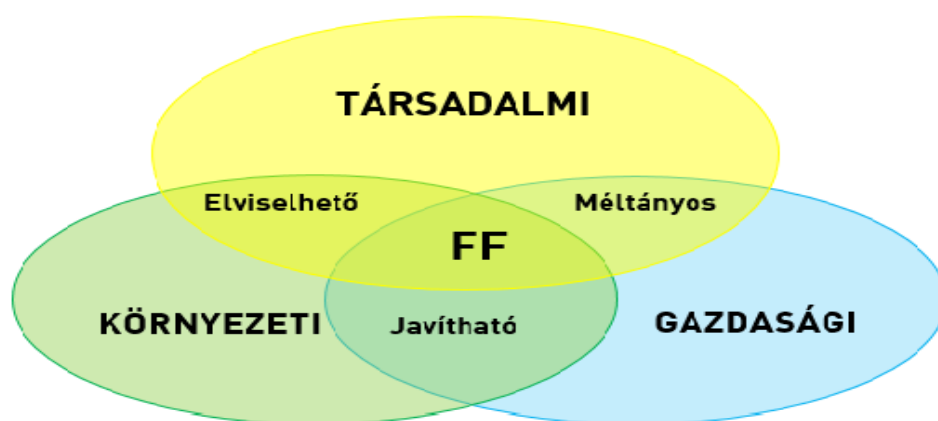 TÁRSADALMI
Elviselhető
Méltányos
FF
KÖRNYEZETI
Javítható
GAZDASÁGI